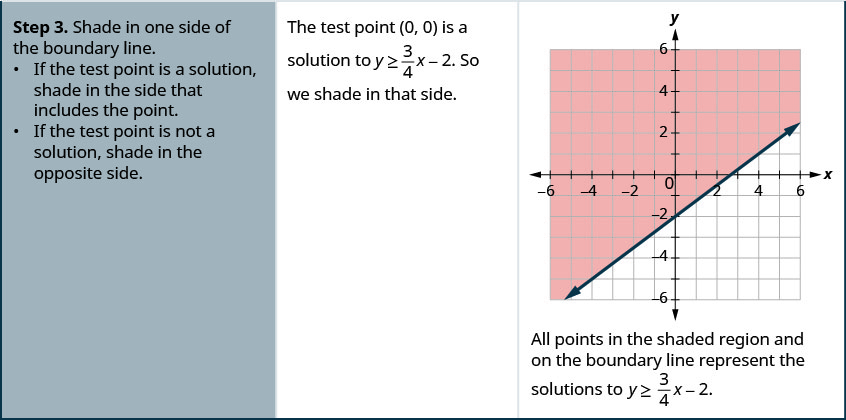 Step 3. Shade in one side of
the boundary line.
• If the test point is a solution,
shade in the side that
includes the point.
• If the test point is not a
solution, shade in the
opposite side.
The test point (0, 0) is a
solution to y ≥ 3/4 x – 2. So
we shade in that side.
y
6
4
2
–6 –4 –2 0 2 4 6 x
–2
–4
–6
All points in the shaded region and
on the boundary line represent the
solutions to y ≥ 3/4 x – 2.